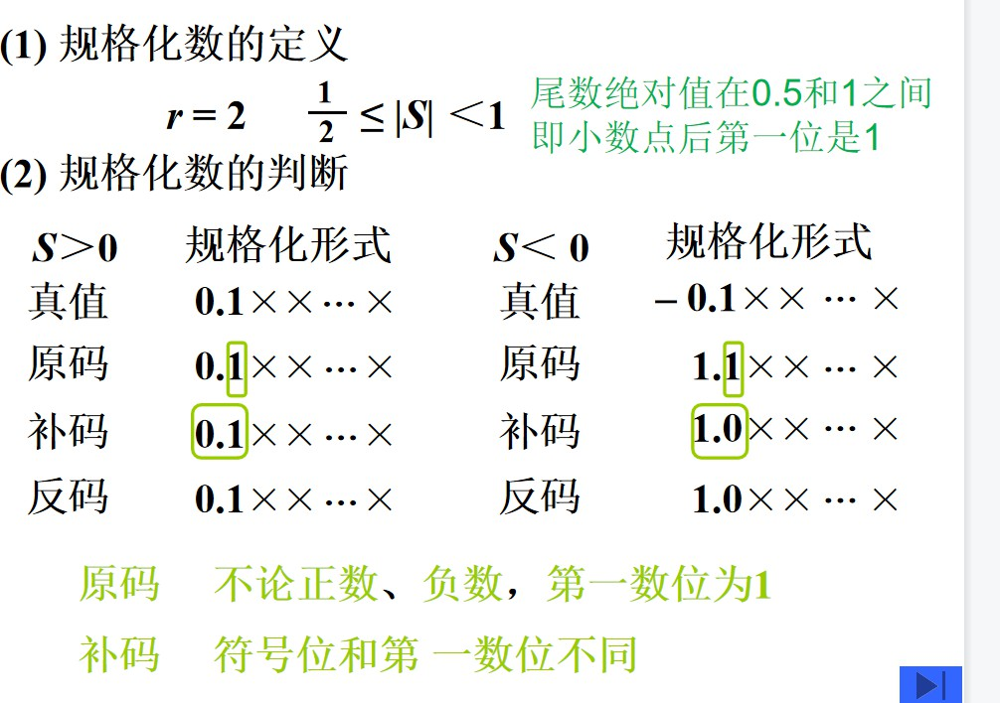 (1) 规格化数的定义
r = 2 1/2 ≤ |S| ＜1
尾数绝对值在0.5和1之间
即小数点后第一位是1
(2) 规格化数的判断
S＞0 规格化形式 S＜ 0 规格化形式
真值 0.1×× … × 真值 – 0.1×× … ×
原码 0.1×× … × 原码 1.1×× … ×
补码 0.1×× … × 补码 1.0×× … ×
反码 0.1×× … × 反码 1.0×× … ×
原码 不论正数、负数，第一数位为1
补码 符号位和第 一数位不同